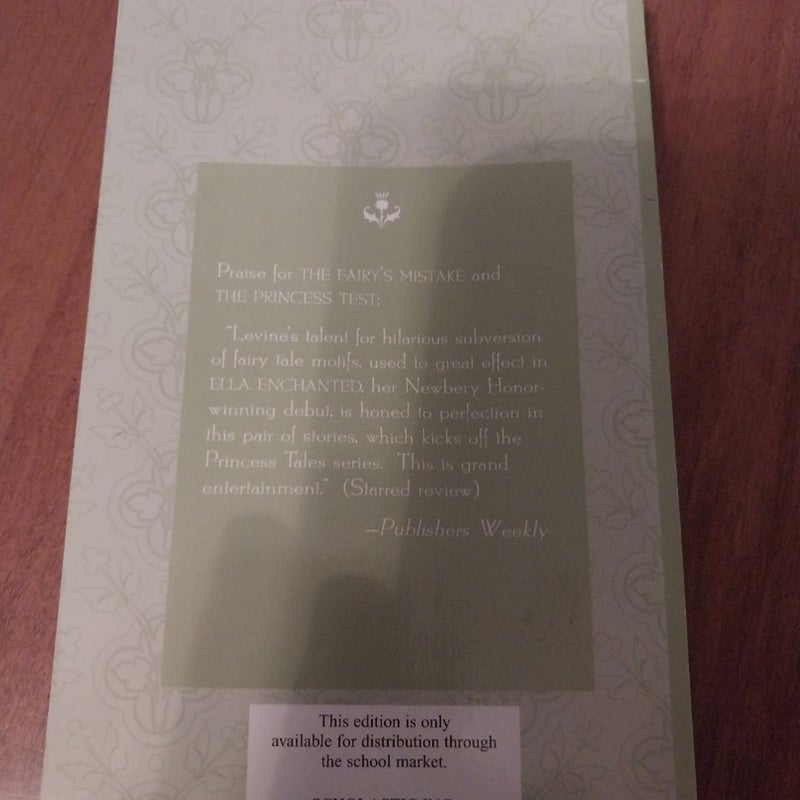 Praise for THE FAIRY'S MISTAKE and
THE PRINCESS TEST:
"Levine's talent for hilarious subversion
of fairy tale motifs, used to great effect in
ELLA ENCHANTED, her Newbery Honor-
winning debut, is honed to perfection in
this pair of stories, which kicks off the
Princess Tales series. This is grand
entertainment." (Starred review)
—Publishers Weekly
This edition is only
available for distribution through
the school market.
SCHOLASTIC INC.